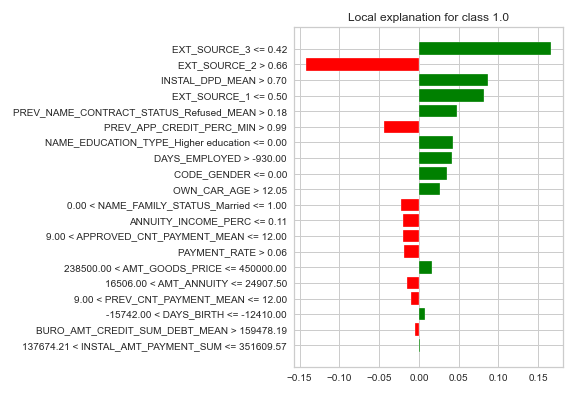 Local explanation for class 1.0
EXT_SOURCE_3 <= 0.42
EXT_SOURCE_2 > 0.66
INSTAL_DPD_MEAN > 0.70
EXT_SOURCE_1 <= 0.50
PREV_NAME_CONTRACT_STATUS_Refused_MEAN > 0.18
PREV_APP_CREDIT_PERC_MIN > 0.99
NAME_EDUCATION_TYPE_Higher education <= 0.00
DAYS_EMPLOYED > -930.00
CODE_GENDER <= 0.00
OWN_CAR_AGE > 12.05
0.00 < NAME_FAMILY_STATUS_Married <= 1.00
ANNUITY_INCOME_PERC <= 0.11
9.00 < APPROVED_CNT_PAYMENT_MEAN <= 12.00
PAYMENT_RATE > 0.06
238500.00 < AMT_GOODS_PRICE <= 450000.00
16506.00 < AMT_ANNUITY <= 24907.50
9.00 < PREV_CNT_PAYMENT_MEAN <= 12.00
-15742.00 < DAYS_BIRTH <= -12410.00
BURO_AMT_CREDIT_SUM_DEBT_MEAN > 159478.19
137674.21 < INSTAL_AMT_PAYMENT_SUM <= 351609.57
−0.15 −0.10 −0.05 0.00 0.05 0.10 0.15